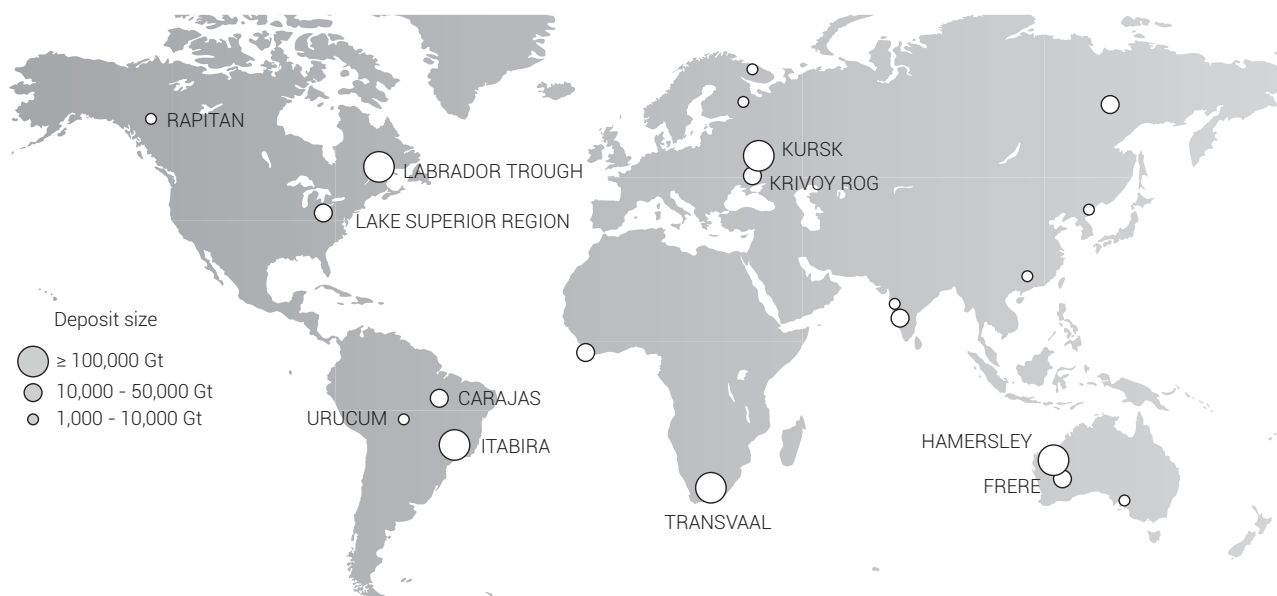 RAPITAN
LABRADOR TROUGH
LAKE SUPERIOR REGION
KURSK
KRIVOY ROG
Deposit size
≥ 100,000 Gt
10,000 - 50,000 Gt
1,000 - 10,000 Gt
CARAJAS
URUCUM
ITABIRA
TRANSVAAL
HAMERSLEY
FRERE